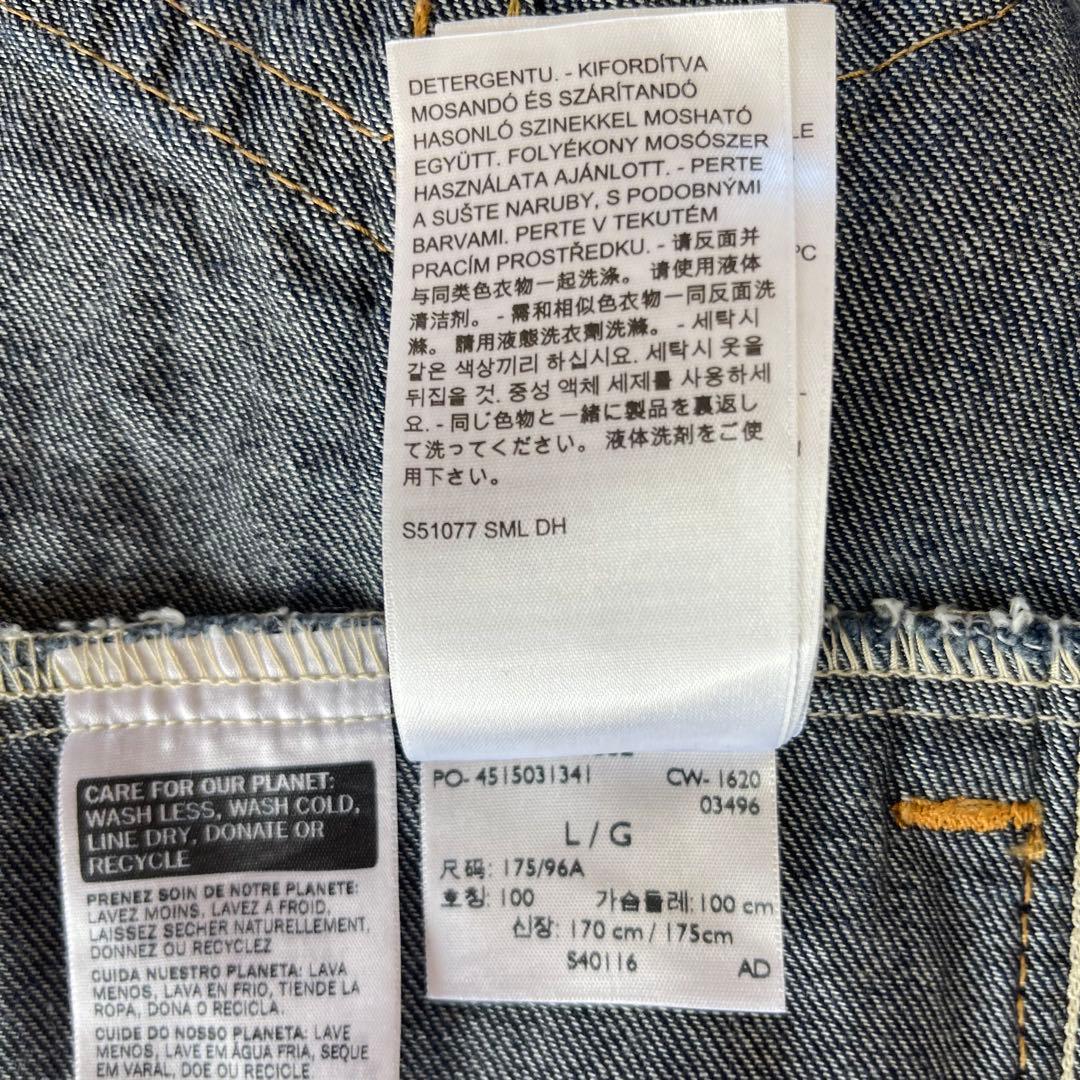 DETERGENTU. - KIFORDÍTVA
MOSANDÓ ÉS SZÁRÍTANDÓ
HASONLÓ SZINEKKEL MOSHATÓ
EGYÜTT. FOLYÉKONY MOSÓSZER
HASZNÁLATA AJÁNLOTT. - PERTE
A SUŠTE NARUBY, S PODOBNÝMI
BARVAMI. PERTE V TEKUTÉM
PRACÍM PROSTŘEDKU. - 请反面并
与同类色衣物一起洗涤。 请使用液体
清洁剂。 - 需和相似色衣物一同反面洗
滌。 請用液態洗衣劑洗滌。 - 세탁시
같은 색상끼리 하십시요. 세탁시 옷을
뒤집을 것. 중성 액체 세제를 사용하세
요. - 同じ色物と一緒に製品を裏返し
て洗ってください。 液体洗剤をご使
用下さい。
S51077 SML DH
LE
PC
PO- 4515031341 CW- 1620
03496
L / G
尺码: 175/96A
호칭: 100 가슴둘레: 100 cm
신장: 170 cm / 175cm
S40116 AD
CARE FOR OUR PLANET:
WASH LESS, WASH COLD,
LINE DRY, DONATE OR
RECYCLE
PRENEZ SOIN DE NOTRE PLANETE:
LAVEZ MOINS, LAVEZ A FROID,
LAISSEZ SECHER NATURELLEMENT,
DONNEZ OU RECYCLEZ
CUIDA NUESTRO PLANETA: LAVA
MENOS, LAVA EN FRIO, TIENDE LA
ROPA, DONA O RECICLA.
CUIDE DO NOSSO PLANETA: LAVE
MENOS, LAVE EM ÁGUA FRIA, SEQUE
EM VARAL, DOE OU RECICLE.